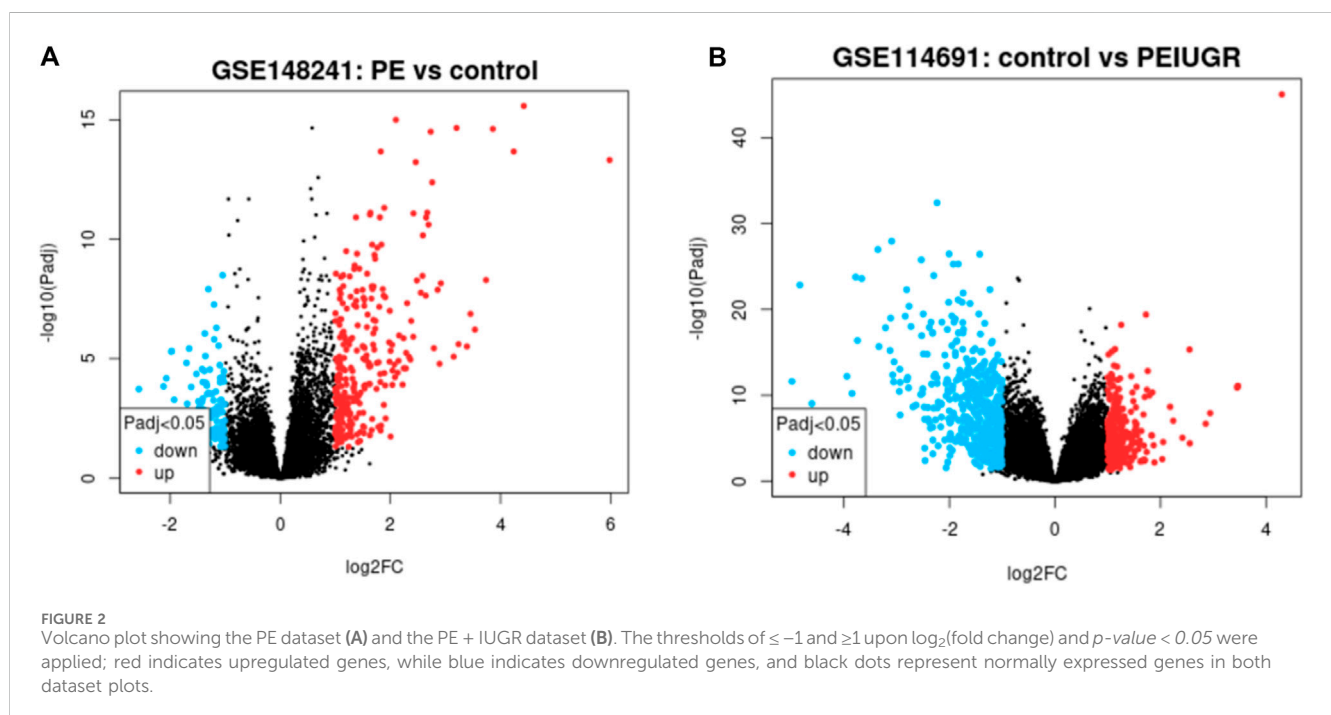 A
GSE148241: PE vs control
15
10
5
0
-log10(Padj)
Padj<0.05
down
up
-2
0
2
4
6
log2FC
B
GSE114691: control vs PEIUGR
40
30
20
10
0
-log10(Padj)
Padj<0.05
down
up
-4
-2
0
2
4
log2FC
FIGURE 2
Volcano plot showing the PE dataset (A) and the PE + IUGR dataset (B). The thresholds of ≤ −1 and ≥1 upon log₂(fold change) and p-value < 0.05 were
applied; red indicates upregulated genes, while blue indicates downregulated genes, and black dots represent normally expressed genes in both
dataset plots.